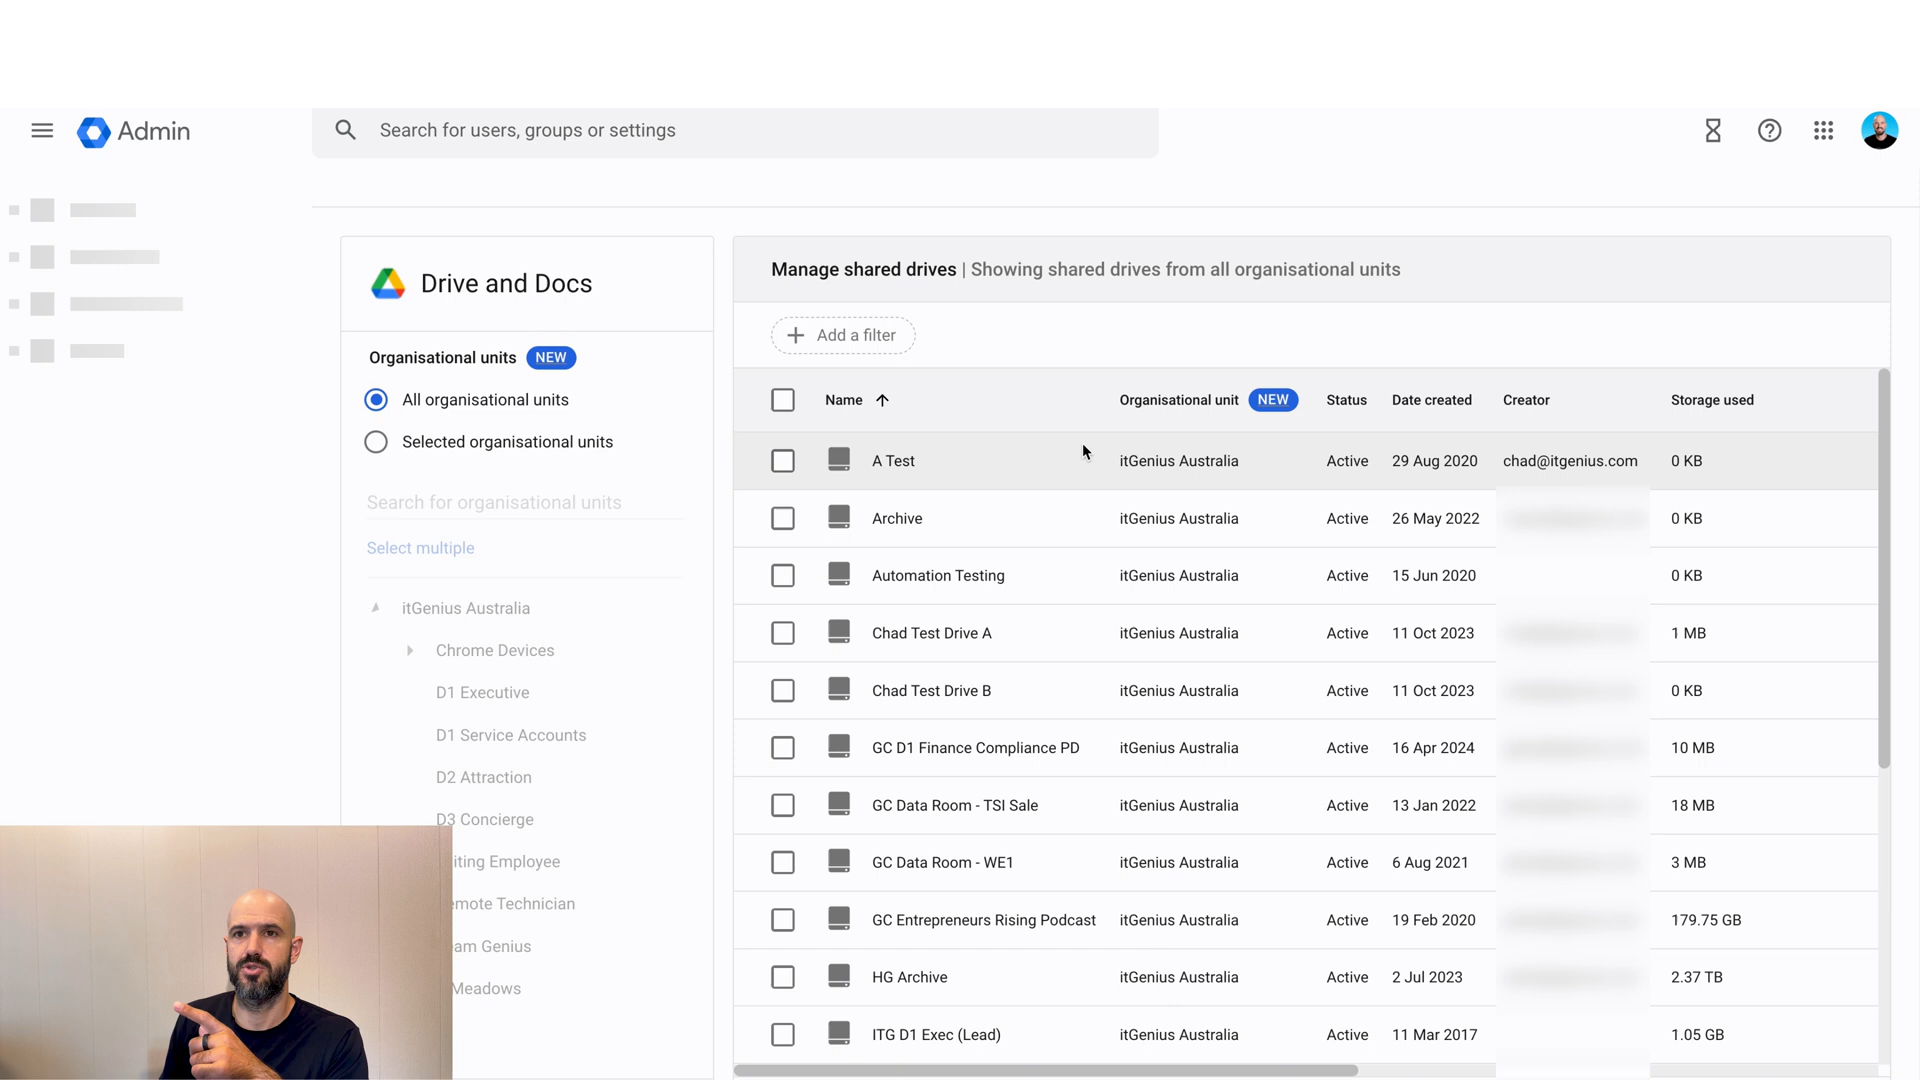 Admin
Search for users, groups or settings
Drive and Docs
Organisational units NEW
All organisational units
Selected organisational units
Search for organisational units
Select multiple
itGenius Australia
Chrome Devices
D1 Executive
D1 Service Accounts
D2 Attraction
D3 Concierge
Employee
Technician
Genius
Meadows
Manage shared drives | Showing shared drives from all organisational units
+ Add a filter
Name Organisational unit NEW Status Date created Creator Storage used
A Test itGenius Australia Active 29 Aug 2020 chad@itgenius.com 0 KB
Archive itGenius Australia Active 26 May 2022 0 KB
Automation Testing itGenius Australia Active 15 Jun 2020 0 KB
Chad Test Drive A itGenius Australia Active 11 Oct 2023 1 MB
Chad Test Drive B itGenius Australia Active 11 Oct 2023 0 KB
GC D1 Finance Compliance PD itGenius Australia Active 16 Apr 2024 10 MB
GC Data Room - TSI Sale itGenius Australia Active 13 Jan 2022 18 MB
GC Data Room - WE1 itGenius Australia Active 6 Aug 2021 3 MB
GC Entrepreneurs Rising Podcast itGenius Australia Active 19 Feb 2020 179.75 GB
HG Archive itGenius Australia Active 2 Jul 2023 2.37 TB
ITG D1 Exec (Lead) itGenius Australia Active 11 Mar 2017 1.05 GB